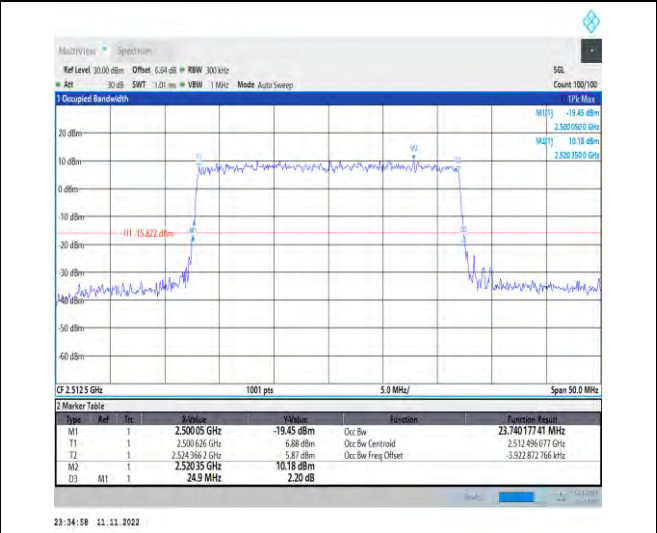 MultiView Spectrum
Ref Level 30.00 dBm Offset 6.64 dB RBW 300 kHz SGL
Att 30 dB SWT 1.01 ms VBW 1 MHz Mode Auto Sweep Count 100/100
1 Occupied Bandwidth 1Pk Max
M1[1] -19.45 dBm
2.500 050 0 GHz
M2[1] 10.18 dBm
2.520 350 0 GHz
20 dBm
M2
10 dBm
0 dBm
-10 dBm
H1 -15.822 dBm
M1
-20 dBm
-30 dBm
-40 dBm
-50 dBm
-60 dBm
CF 2.512 5 GHz 1001 pts 5.0 MHz/ Span 50.0 MHz
2 Marker Table
Type Ref Trc X-Value Y-Value Function Function Result
M1 1 2.500 05 GHz -19.45 dBm Occ Bw 23.740 177 41 MHz
T1 1 2.500 626 GHz 6.88 dBm Occ Bw Centroid 2.512 496 077 GHz
T2 1 2.524 366 2 GHz 5.87 dBm Occ Bw Freq Offset -3.922 872 766 kHz
M2 1 2.520 35 GHz 10.18 dBm
D3 M1 1 24.9 MHz 2.20 dB
23:34:58 11.11.2022